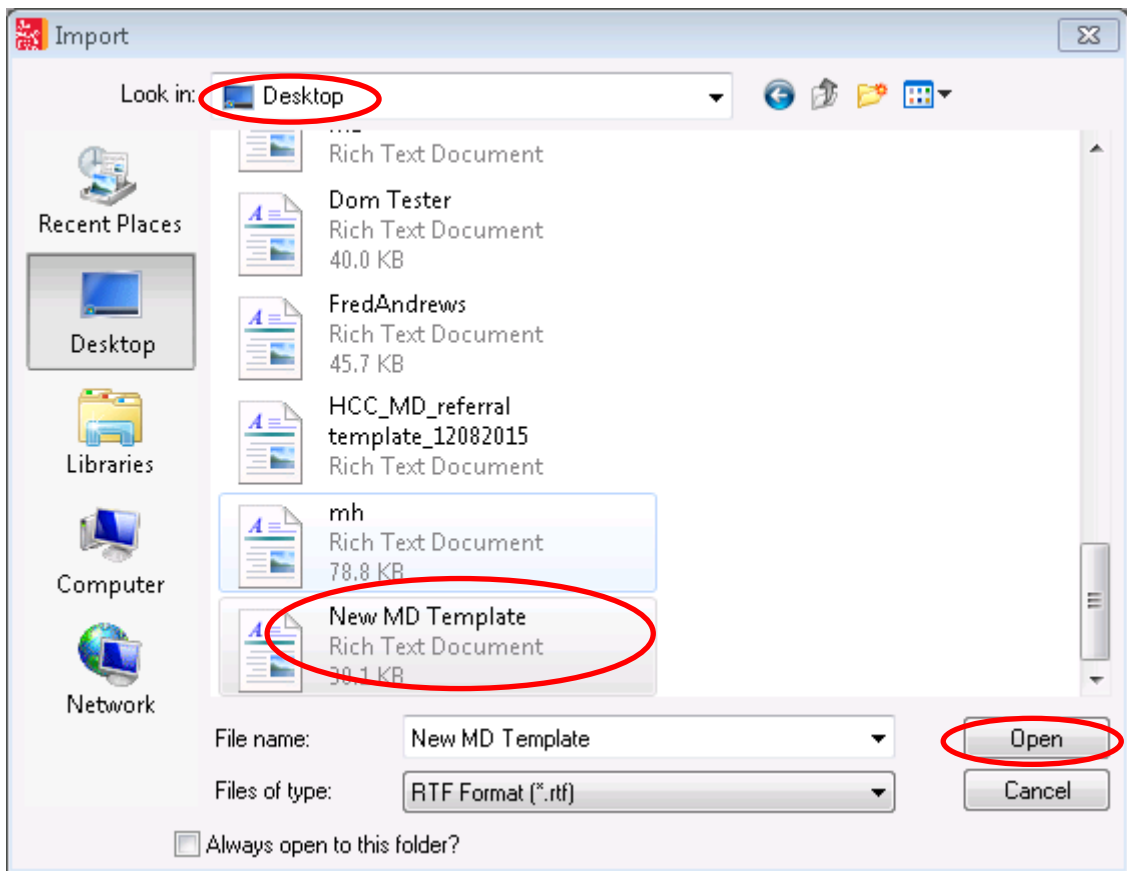 Import
Look in:
Desktop
Rich Text Document
Recent Places
Dom Tester
Rich Text Document
40.0 KB
FredAndrews
Rich Text Document
45.7 KB
Desktop
HCC_MD_referral
template_12082015
Rich Text Document
Libraries
mh
Rich Text Document
78.8 KB
Computer
New MD Template
Rich Text Document
30.1 KB
Network
File name:
New MD Template
Open
Files of type:
RTF Format (*.rtf)
Cancel
Always open to this folder?